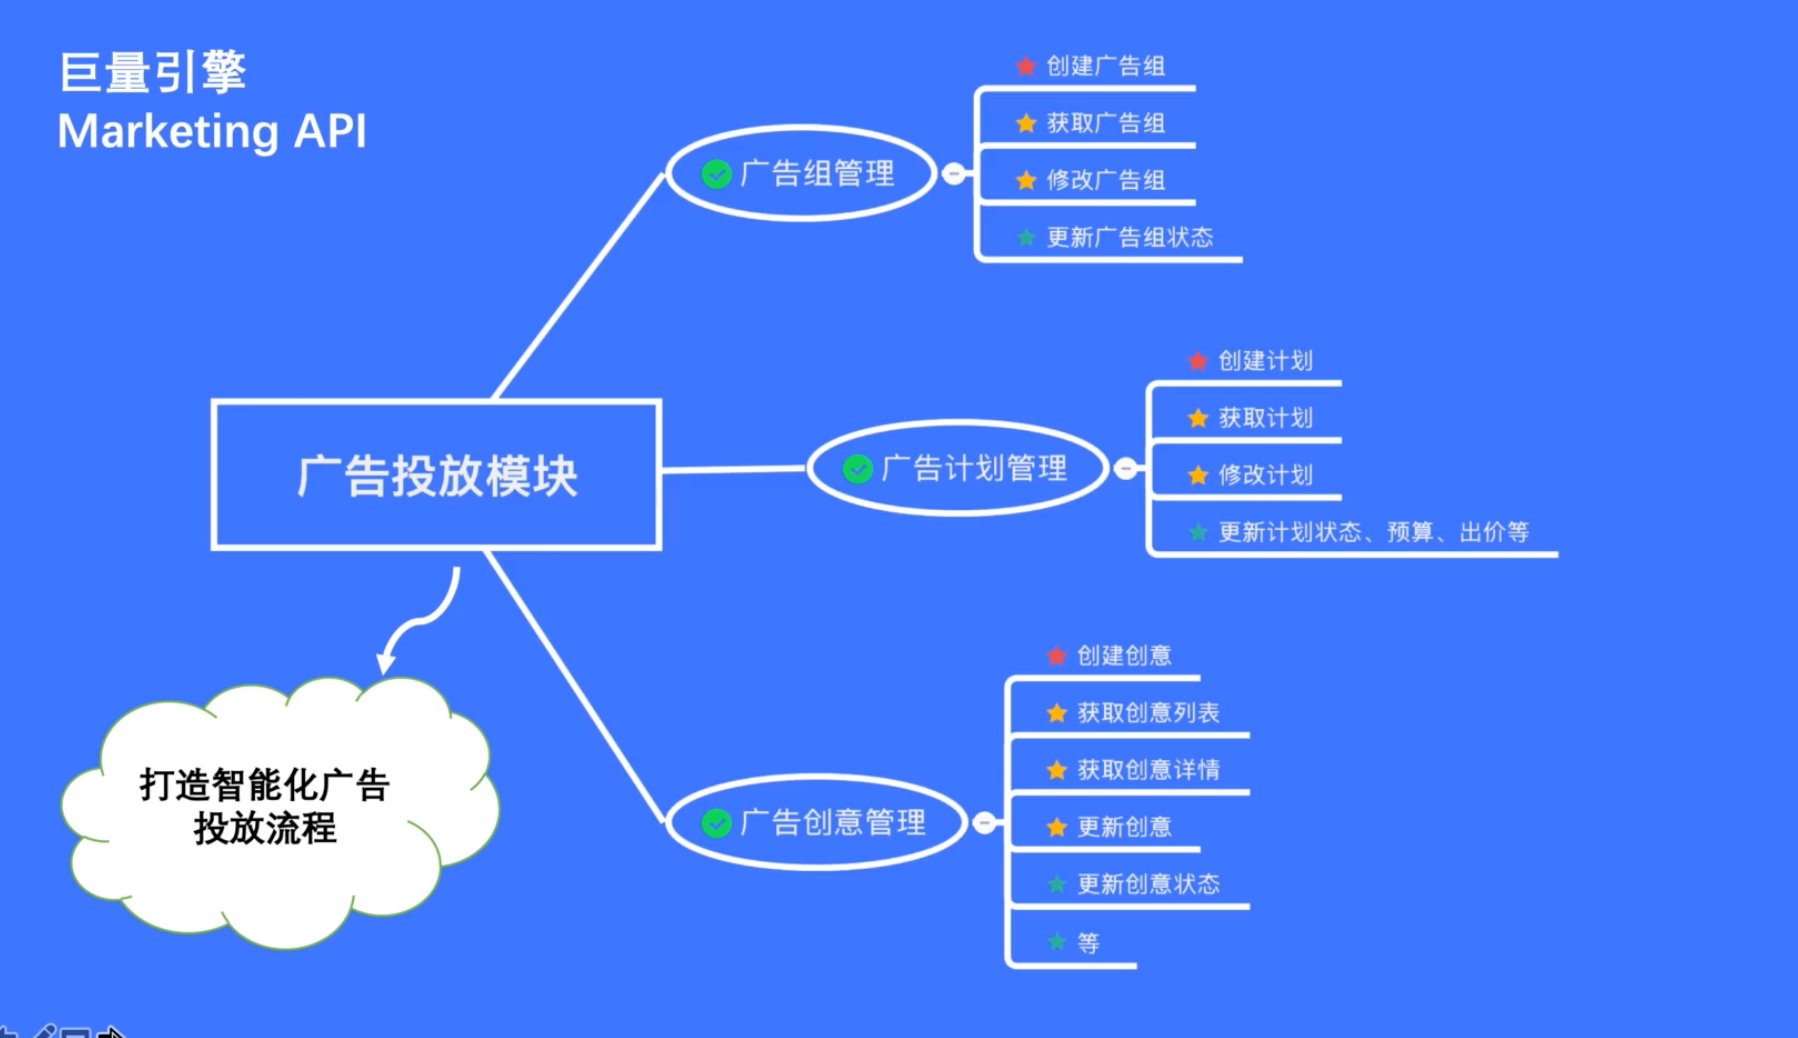 巨量引擎
Marketing API
广告投放模块
打造智能化广告
投放流程
广告组管理
创建广告组
获取广告组
修改广告组
更新广告组状态
广告计划管理
创建计划
获取计划
修改计划
更新计划状态、预算、出价等
广告创意管理
创建创意
获取创意列表
获取创意详情
更新创意
更新创意状态
等